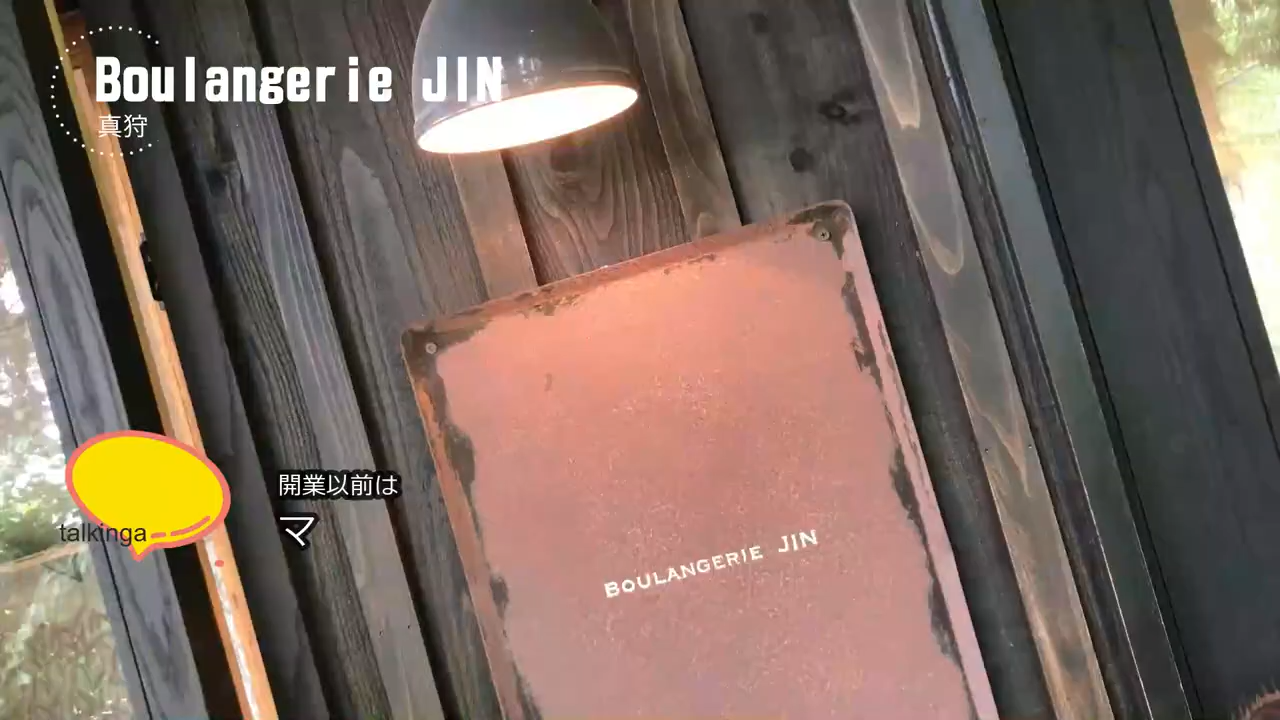 Boulangerie JIN
真狩
開業以前は
マ
talkinga
BOULANGERIE JIN